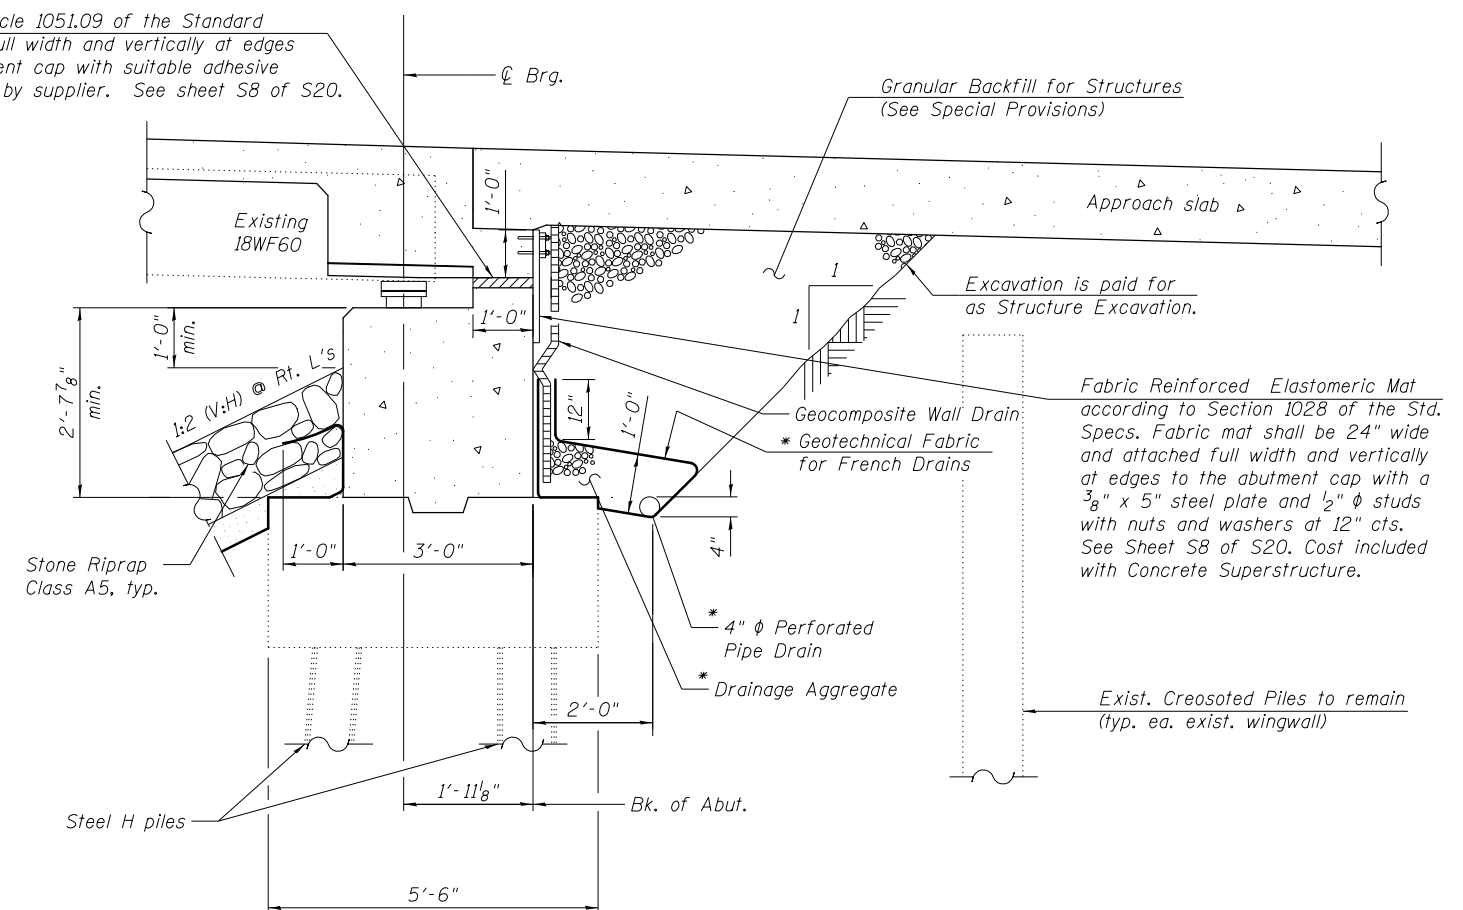 cle 1051.09 of the Standard
ull width and vertically at edges
ent cap with suitable adhesive
by supplier. See sheet S8 of S20.
℄ Brg.
Granular Backfill for Structures
(See Special Provisions)
1'-0"
Approach slab
Existing
18WF60
1
1
Excavation is paid for
as Structure Excavation.
1'-0"
min.
1'-0"
2'-7 7/8"
min.
1:2 (V:H) @ Rt. L's
12"
1'-0"
Geocomposite Wall Drain
* Geotechnical Fabric
for French Drains
Fabric Reinforced Elastomeric Mat
according to Section 1028 of the Std.
Specs. Fabric mat shall be 24" wide
and attached full width and vertically
at edges to the abutment cap with a
3/8" x 5" steel plate and 1/2" ϕ studs
with nuts and washers at 12" cts.
See Sheet S8 of S20. Cost included
with Concrete Superstructure.
4"
1'-0"
3'-0"
Stone Riprap
Class A5, typ.
*
4" ϕ Perforated
Pipe Drain
*
Drainage Aggregate
2'-0"
Exist. Creosoted Piles to remain
(typ. ea. exist. wingwall)
1'-11 1/8"
Bk. of Abut.
Steel H piles
5'-6"